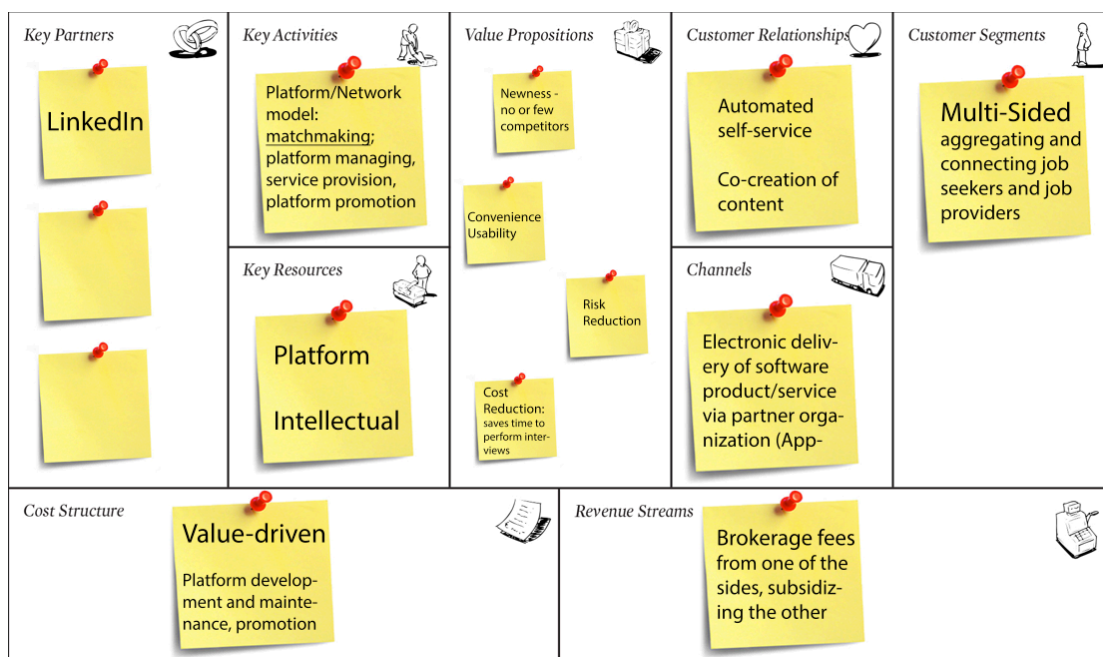 Key Partners
LinkedIn
Key Activities
Platform/Network
model:
matchmaking;
platform managing,
service provision,
platform promotion
Key Resources
Platform
Intellectual
Value Propositions
Newness -
no or few
competitors
Convenience
Usability
Risk
Reduction
Cost
Reduction:
saves time to
perform inter-
views
Customer Relationships
Automated
self-service
Co-creation of
content
Channels
Electronic deliv-
ery of software
product/service
via partner orga-
nization (App-
Customer Segments
Multi-Sided
aggregating and
connecting job
seekers and job
providers
Cost Structure
Value-driven
Platform develop-
ment and mainte-
nance, promotion
Revenue Streams
Brokerage fees
from one of the
sides, subsidiz-
ing the other